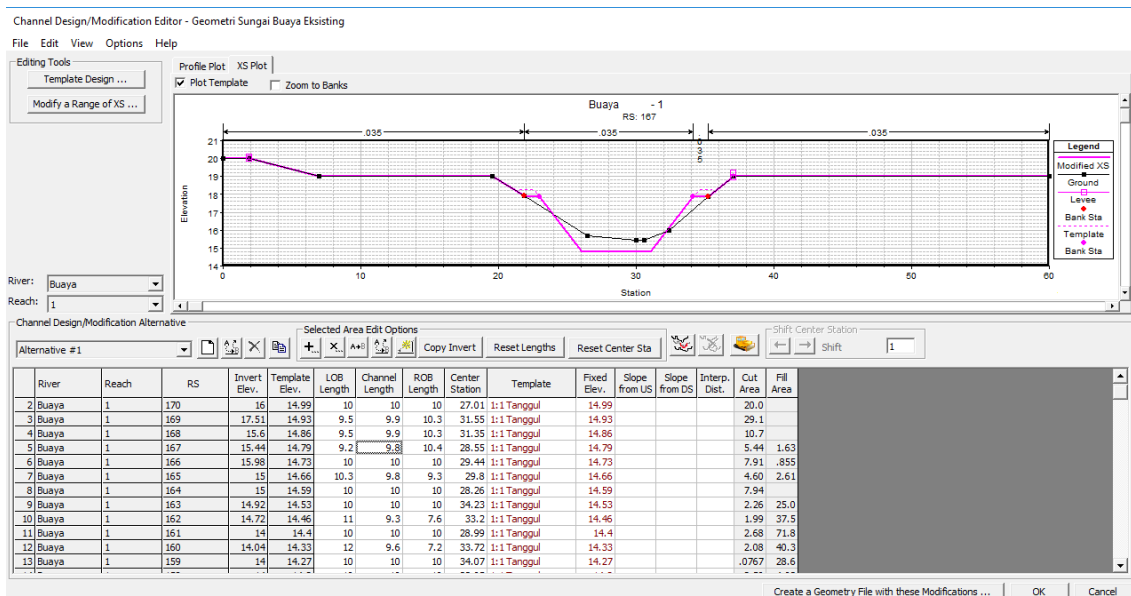 Channel Design/Modification Editor - Geometri Sungai Buaya Eksisting
File Edit View Options Help
Editing Tools
Template Design ...
Modify a Range of XS ...
Profile Plot XS Plot
Plot Template Zoom to Banks
Buaya - 1
RS: 167
.035 .035 .035 .035
21
20
19
18
17
16
15
14
Elevation
0 10 20 30 40 50 60
Station
Legend
Modified XS
Ground
Levee
Bank Sta
Template
Bank Sta
River: Buaya
Reach: 1
Channel Design/Modification Alternative
Alternative #1
Selected Area Edit Options
Copy Invert Reset Lengths Reset Center Sta
Shift Center Station
Shift 1
River Reach RS Invert Elev. Template Elev. LOB Length Channel Length ROB Length Center Station Template Fixed Elev. Slope from US Slope from DS Interp. Dist. Cut Area Fill Area
2 Buaya 1 170 16 14.99 10 10 10 27.01 1:1 Tanggul 14.99 20.0
3 Buaya 1 169 17.51 14.93 9.5 9.9 10.3 31.55 1:1 Tanggul 14.93 29.1
4 Buaya 1 168 15.6 14.86 9.5 9.9 10.3 31.35 1:1 Tanggul 14.86 10.7
5 Buaya 1 167 15.44 14.79 9.2 9.8 10.4 28.55 1:1 Tanggul 14.79 5.44 1.63
6 Buaya 1 166 15.98 14.73 10 10 10 29.44 1:1 Tanggul 14.73 7.91 .855
7 Buaya 1 165 15 14.66 10.3 9.8 9.3 29.8 1:1 Tanggul 14.66 4.60 2.61
8 Buaya 1 164 15 14.59 10 10 10 28.26 1:1 Tanggul 14.59 7.94
9 Buaya 1 163 14.92 14.53 10 10 10 34.23 1:1 Tanggul 14.53 2.26 25.0
10 Buaya 1 162 14.72 14.46 11 9.3 7.6 33.2 1:1 Tanggul 14.46 1.99 37.5
11 Buaya 1 161 14 14.4 10 10 10 28.99 1:1 Tanggul 14.4 2.68 71.8
12 Buaya 1 160 14.04 14.33 12 9.6 7.2 33.72 1:1 Tanggul 14.33 2.08 40.3
13 Buaya 1 159 14 14.27 10 10 10 34.07 1:1 Tanggul 14.27 .0767 28.6
Create a Geometry File with these Modifications ... OK Cancel